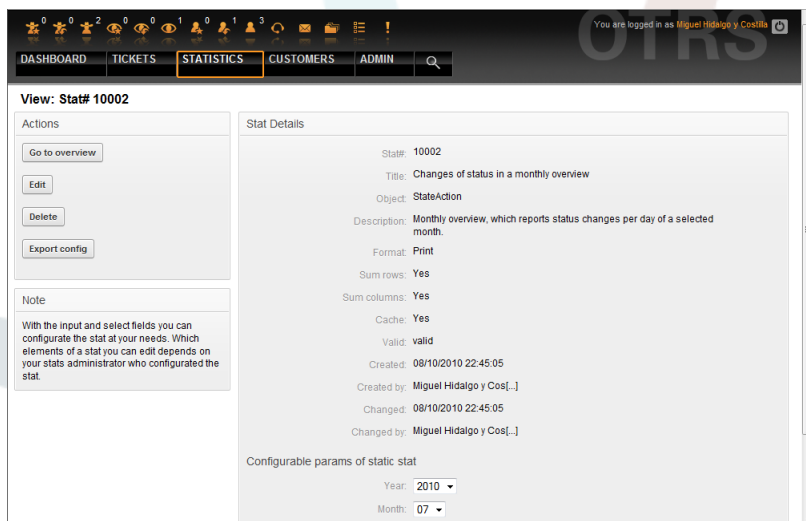 0 0 2 0 0 1 0 1 3
You are logged in as Miguel Hidalgo y Costilla
OTRS
DASHBOARD TICKETS STATISTICS CUSTOMERS ADMIN
View: Stat# 10002
Actions
Go to overview
Edit
Delete
Export config
Note
With the input and select fields you can
configurate the stat at your needs. Which
elements of a stat you can edit depends on
your stats administrator who configurated the
stat.
Stat Details
Stat#: 10002
Title: Changes of status in a monthly overview
Object: StateAction
Description: Monthly overview, which reports status changes per day of a selected
month.
Format: Print
Sum rows: Yes
Sum columns: Yes
Cache: Yes
Valid: valid
Created: 08/10/2010 22:45:05
Created by: Miguel Hidalgo y Cos[...]
Changed: 08/10/2010 22:45:05
Changed by: Miguel Hidalgo y Cos[...]
Configurable params of static stat
Year: 2010
Month: 07